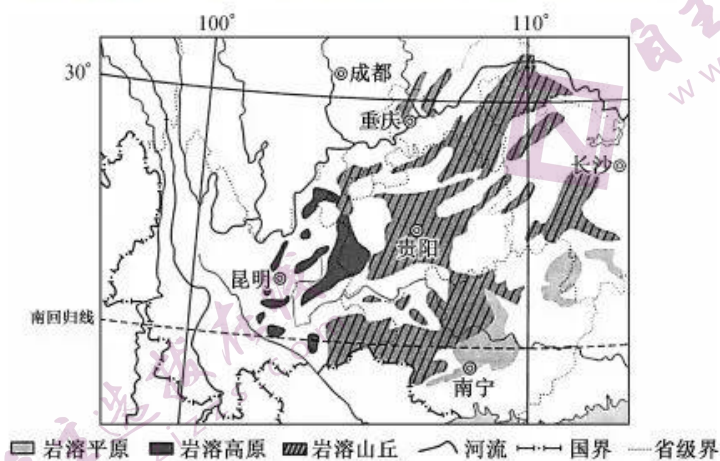 100° 110°
30°
成都
重庆
长沙
贵阳
昆明
南回归线
南宁
岩溶平原 岩溶高原 岩溶山丘 河流 国界 省级界